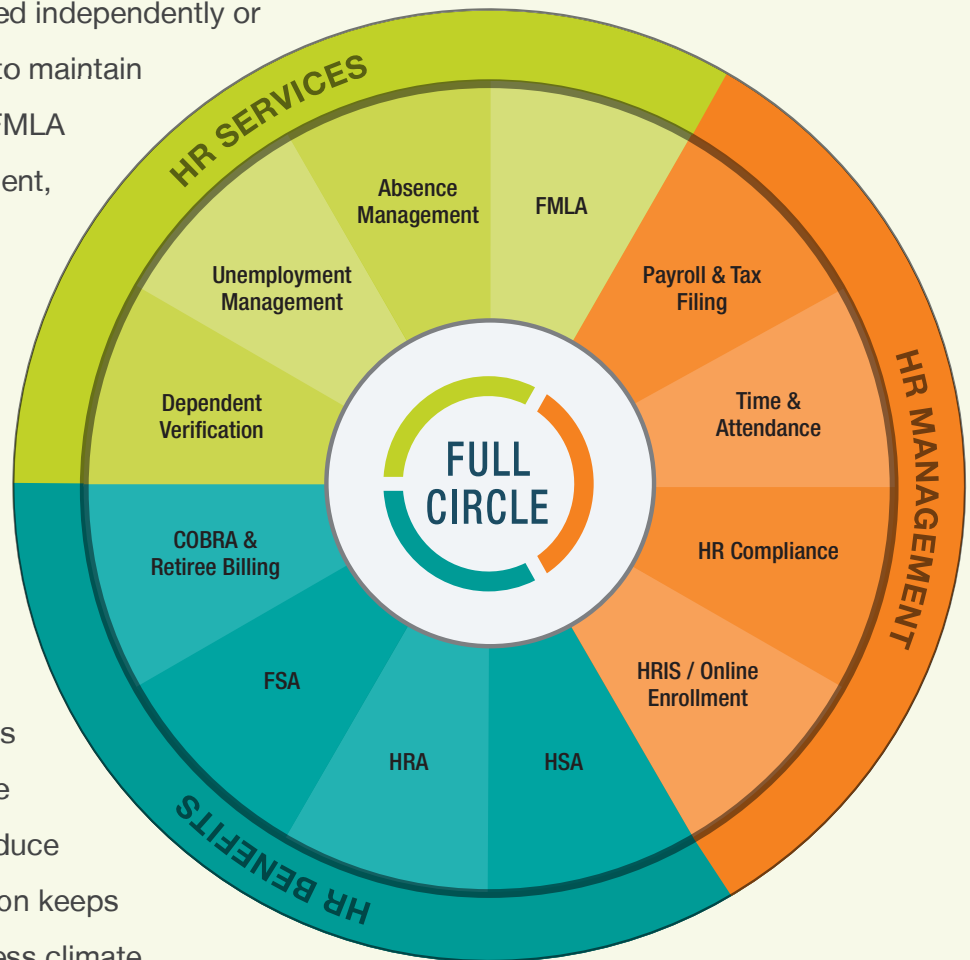 ed independently or
to maintain
FMLA
ent,
HR SERVICES
Absence
Management
FMLA
Unemployment
Management
Payroll & Tax
Filing
HR MANAGEMENT
Dependent
Verification
Time &
Attendance
FULL
CIRCLE
COBRA &
Retiree Billing
HR Compliance
FSA
HRIS / Online
Enrollment
HRA
HSA
HR BENEFITS
s
e
duce
on keeps
ess climate